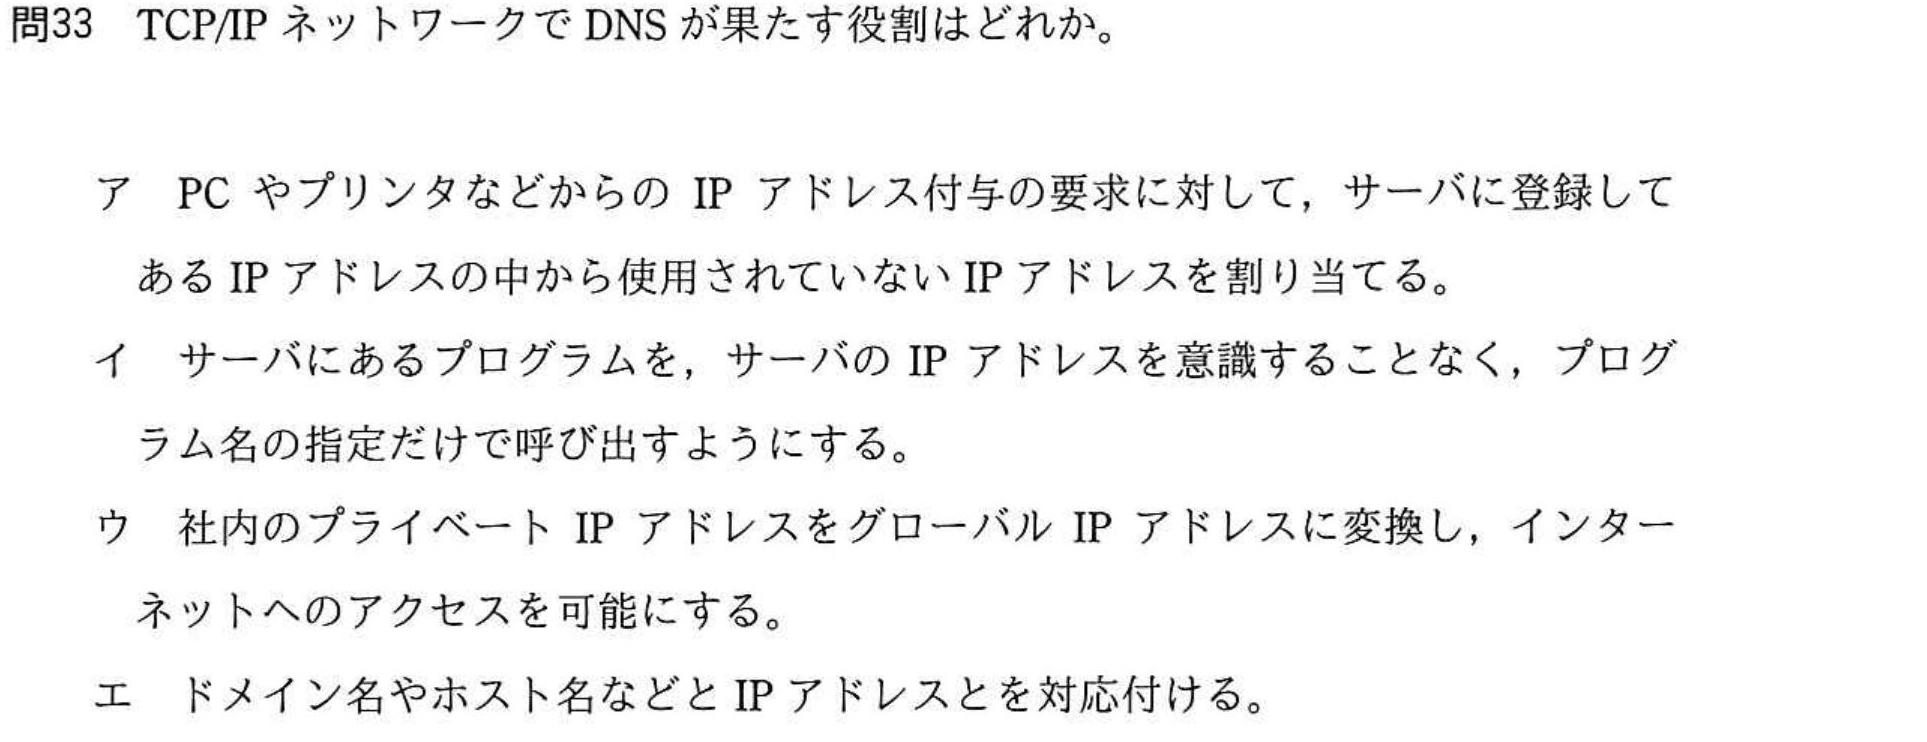 問33 TCP/IP ネットワークで DNS が果たす役割はどれか。
ア PC やプリンタなどからの IP アドレス付与の要求に対して，サーバに登録して
ある IP アドレスの中から使用されていない IP アドレスを割り当てる。
イ サーバにあるプログラムを，サーバの IP アドレスを意識することなく，プログ
ラム名の指定だけで呼び出すようにする。
ウ 社内のプライベート IP アドレスをグローバル IP アドレスに変換し，インター
ネットへのアクセスを可能にする。
エ ドメイン名やホスト名などと IP アドレスとを対応付ける。